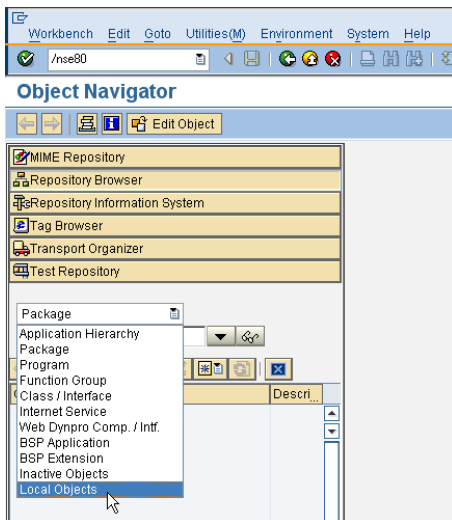 Workbench Edit Goto Utilities(M) Environment System Help
/nse80
Object Navigator
Edit Object
MIME Repository
Repository Browser
Repository Information System
Tag Browser
Transport Organizer
Test Repository
Package
Application Hierarchy
Package
Program
Function Group
Class / Interface
Internet Service
Web Dynpro Comp. / Intf.
BSP Application
BSP Extension
Inactive Objects
Local Objects
Descri...